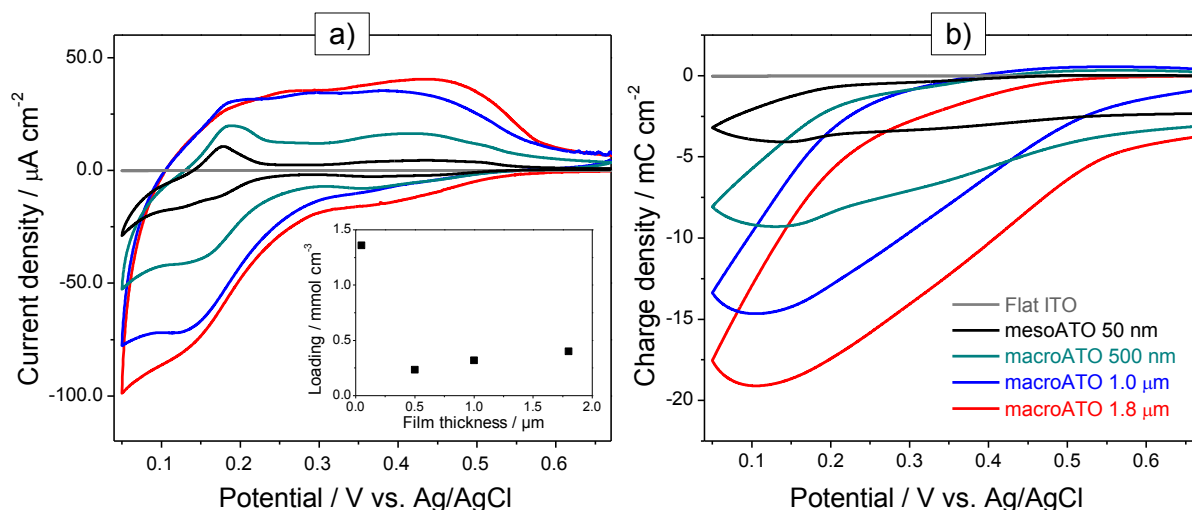 a)
50.0
0.0
-50.0
-100.0
Current density / μA cm⁻²
0.1 0.2 0.3 0.4 0.5 0.6
Potential / V vs. Ag/AgCl
1.5
1.0
0.5
0.0
Loading / mmol cm⁻³
0.0 0.5 1.0 1.5 2.0
Film thickness / μm
b)
0
-5
-10
-15
-20
Charge density / mC cm⁻²
Flat ITO
mesoATO 50 nm
macroATO 500 nm
macroATO 1.0 μm
macroATO 1.8 μm
0.1 0.2 0.3 0.4 0.5 0.6
Potential / V vs. Ag/AgCl